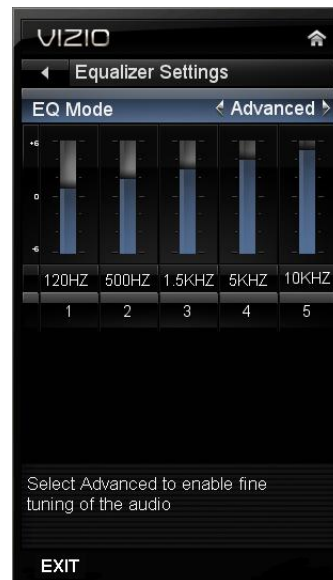 VIZIO
Equalizer Settings
EQ Mode Advanced
+6
0
-6
120HZ 500HZ 1.5KHZ 5KHZ 10KHZ
1 2 3 4 5
Select Advanced to enable fine
tuning of the audio
EXIT